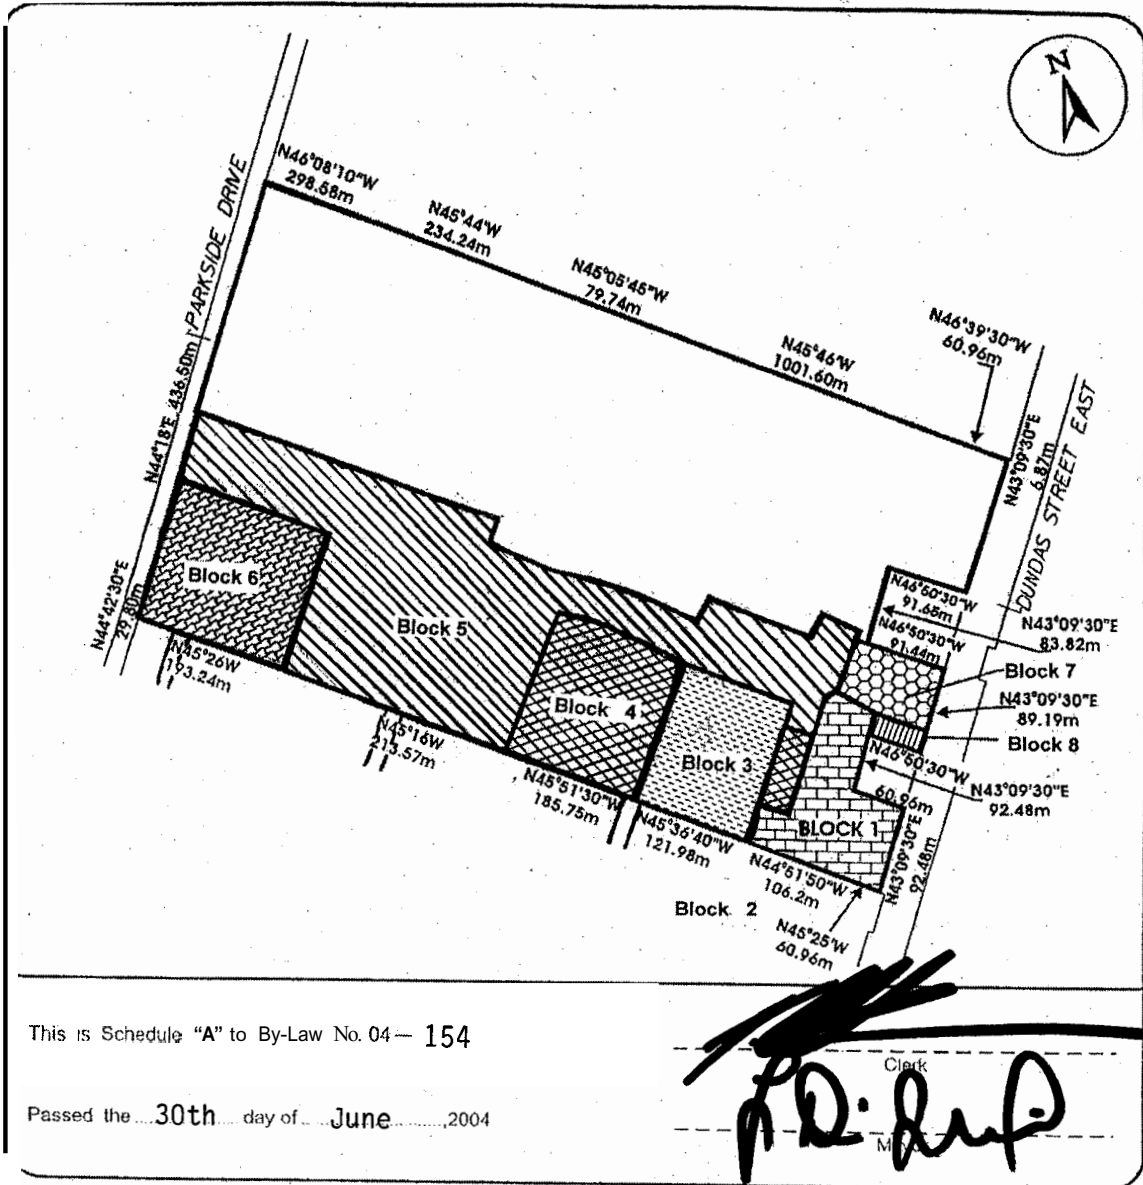 N
N46°08'10"W
298.58m
N45°44'W
234.24m
N45°05'45"W
79.74m
N46°39'30"W
60.96m
N45°46'W
1001.60m
PARKSIDE DRIVE
N44°18'E 436.50m
N43°09'30"E
6.87m
DUNDAS STREET EAST
N46°50'30"W
91.65m
N43°09'30"E
83.82m
N46°50'30"W
91.44m
Block 7
N43°09'30"E
89.19m
Block 8
N46°50'30"W
60.96m
N43°09'30"E
92.48m
Block 6
Block 5
Block 4
Block 3
BLOCK 1
N44°42'30"E
29.80m
N45°26W
193.24m
N45°16W
213.57m
N45°51'30"W
185.75m
N45°36'40"W
121.98m
N44°51'50"W
106.2m
N43°09'30"E
92.48m
Block 2
N45°25'W
60.96m
This is Schedule "A" to By-Law No. 04— 154
Clerk
Passed the 30th day of June ,2004